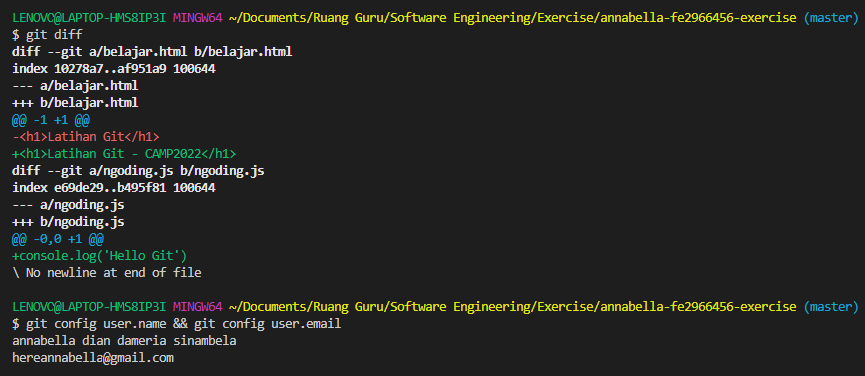 LENOVO@LAPTOP-HMS8IP3I MINGW64 ~/Documents/Ruang Guru/Software Engineering/Exercise/annabella-fe2966456-exercise (master)
$ git diff
diff --git a/belajar.html b/belajar.html
index 10278a7..af951a9 100644
--- a/belajar.html
+++ b/belajar.html
@@ -1 +1 @@
-<h1>Latihan Git</h1>
+<h1>Latihan Git - CAMP2022</h1>
diff --git a/ngoding.js b/ngoding.js
index e69de29..b495f81 100644
--- a/ngoding.js
+++ b/ngoding.js
@@ -0,0 +1 @@
+console.log('Hello Git')
\ No newline at end of file
LENOVO@LAPTOP-HMS8IP3I MINGW64 ~/Documents/Ruang Guru/Software Engineering/Exercise/annabella-fe2966456-exercise (master)
$ git config user.name && git config user.email
annabella dian dameria sinambela
hereannabella@gmail.com